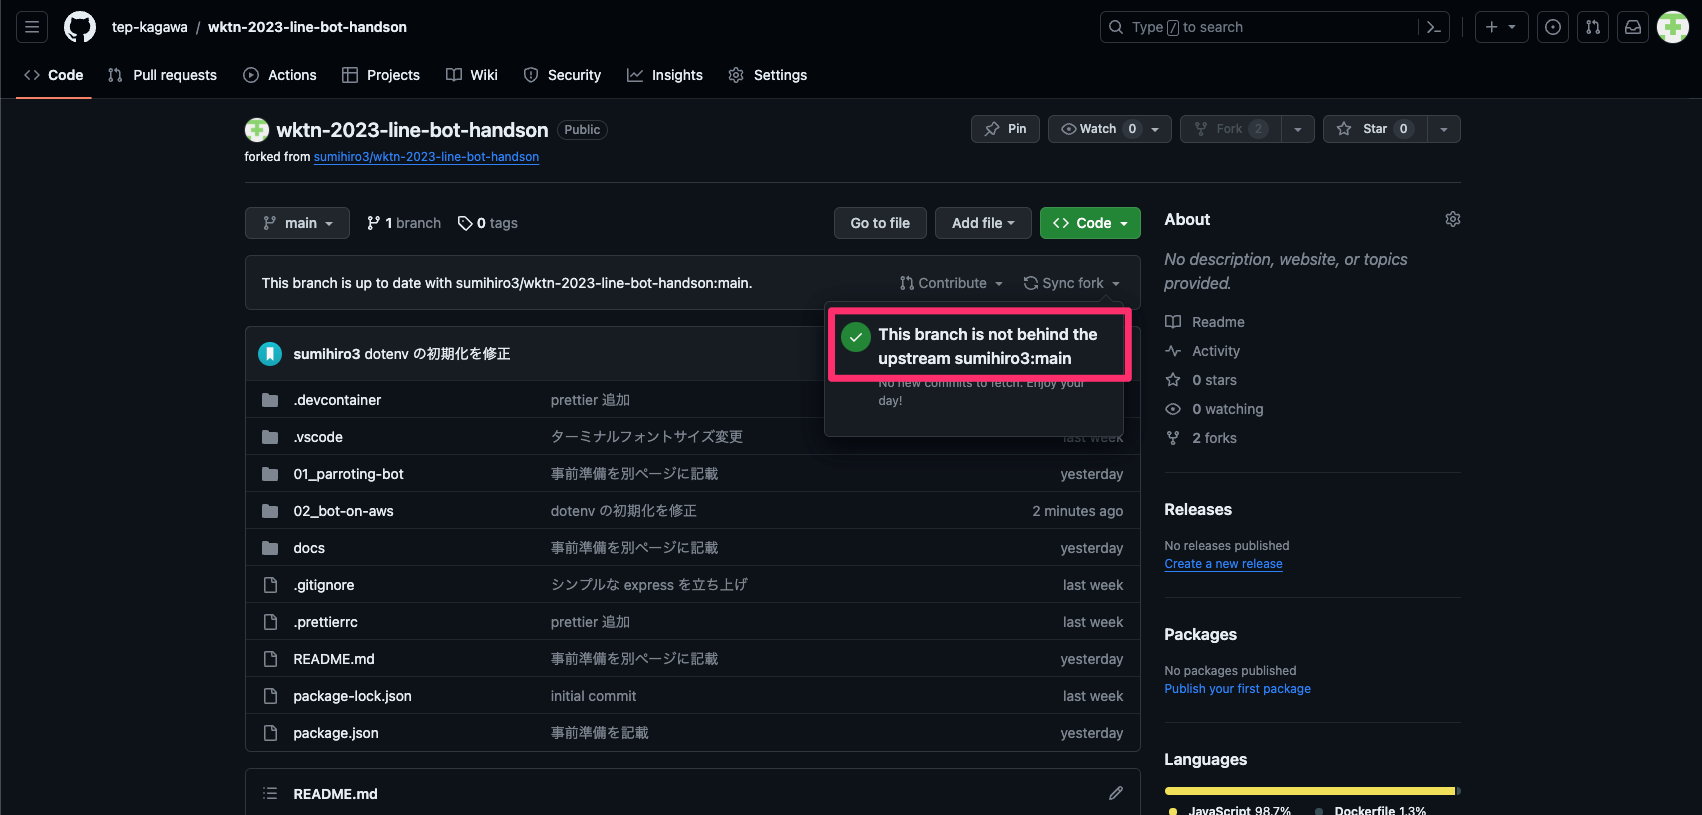 tep-kagawa / wktn-2023-line-bot-handson
Type / to search
Code Pull requests Actions Projects Wiki Security Insights Settings
wktn-2023-line-bot-handson Public
Pin Watch 0 Fork 2 Star 0
forked from sumihiro3/wktn-2023-line-bot-handson
main 1 branch 0 tags
Go to file Add file Code
This branch is up to date with sumihiro3/wktn-2023-line-bot-handson:main.
Contribute Sync fork
This branch is not behind the
upstream sumihiro3:main
No new commits to fetch. Enjoy your
day!
sumihiro3 dotenv の初期化を修正
.devcontainer prettier 追加
.vscode ターミナルフォントサイズ変更 last week
01_parroting-bot 事前準備を別ページに記載 yesterday
02_bot-on-aws dotenv の初期化を修正 2 minutes ago
docs 事前準備を別ページに記載 yesterday
.gitignore シンプルな express を立ち上げ last week
.prettierrc prettier 追加 last week
README.md 事前準備を別ページに記載 yesterday
package-lock.json initial commit last week
package.json 事前準備を記載 yesterday
README.md
About
No description, website, or topics
provided.
Readme
Activity
0 stars
0 watching
2 forks
Releases
No releases published
Create a new release
Packages
No packages published
Publish your first package
Languages
JavaScript 98.7% Dockerfile 1.3%